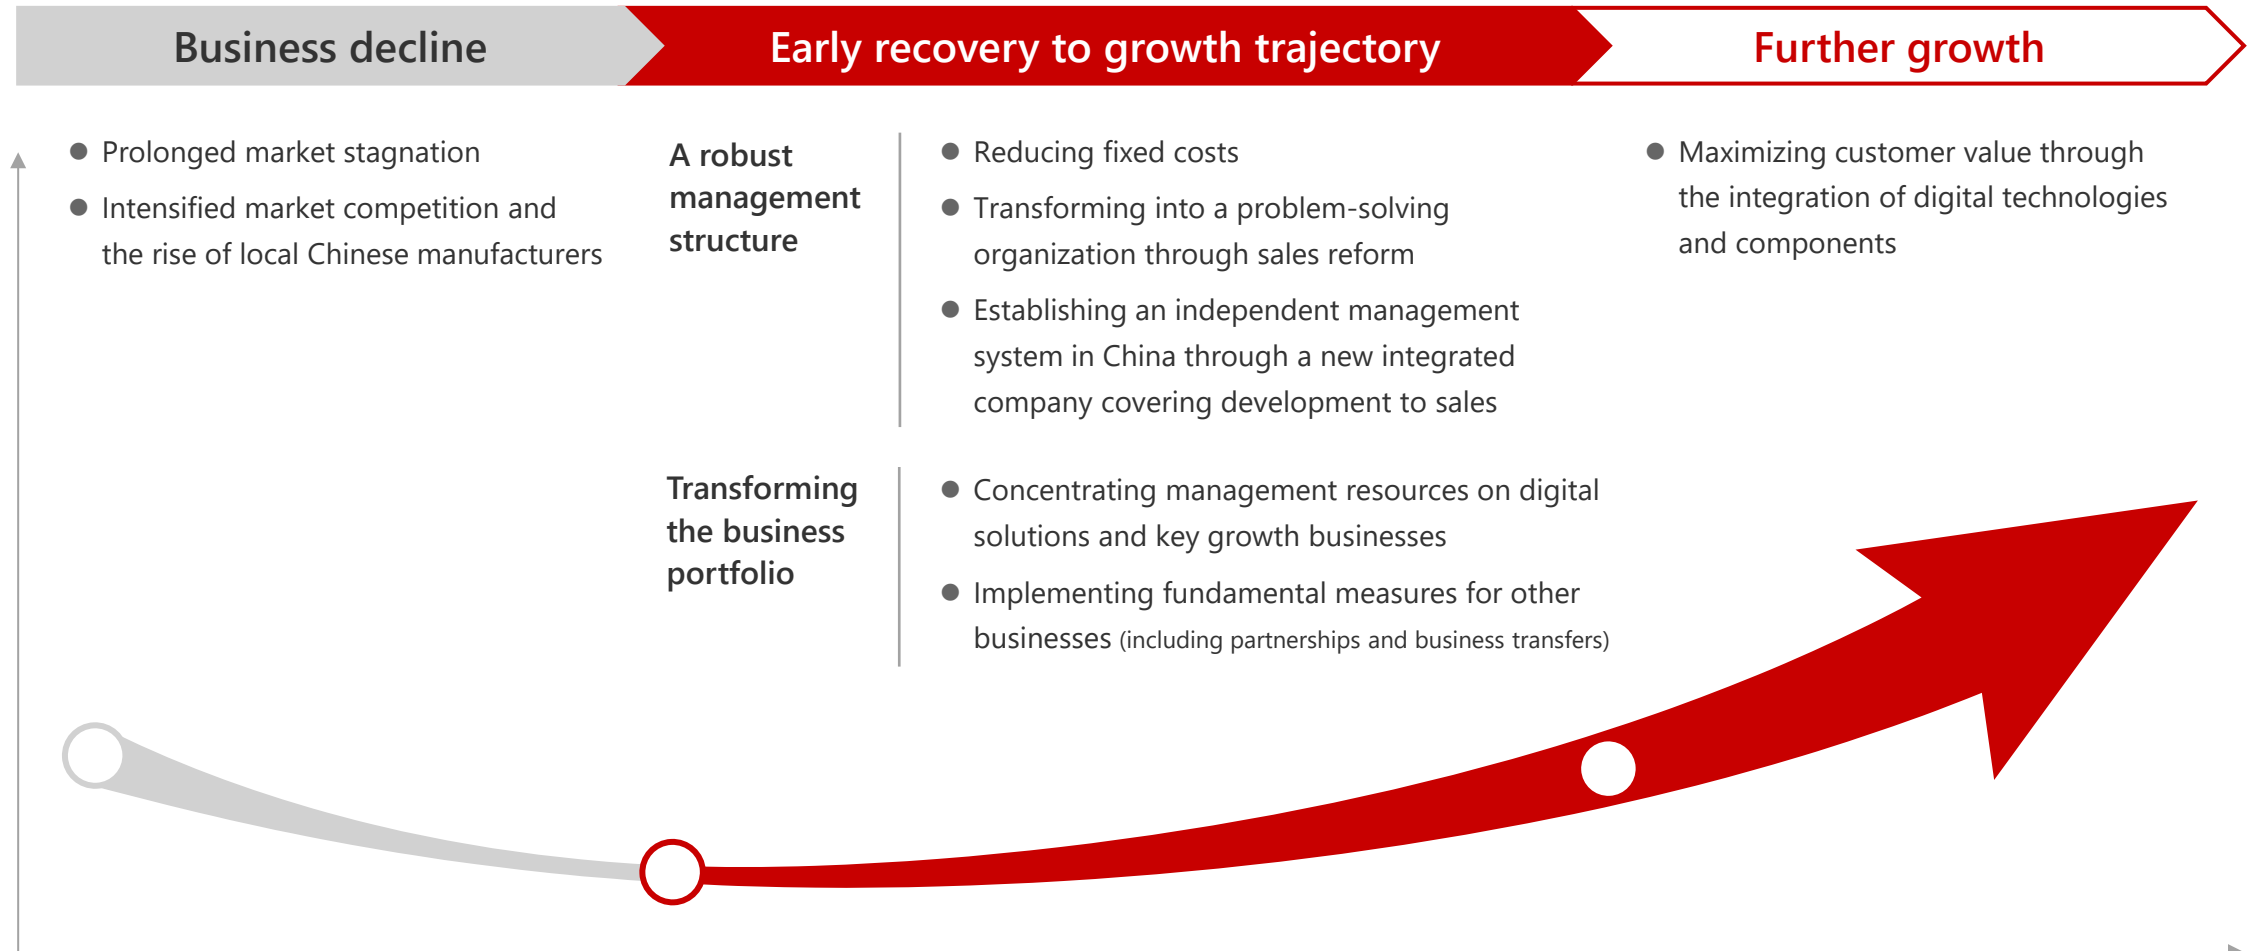 Business decline
Early recovery to growth trajectory
Further growth
● Prolonged market stagnation
● Intensified market competition and
the rise of local Chinese manufacturers
A robust
management
structure
● Reducing fixed costs
● Transforming into a problem-solving
organization through sales reform
● Establishing an independent management
system in China through a new integrated
company covering development to sales
Transforming
the business
portfolio
● Concentrating management resources on digital
solutions and key growth businesses
● Implementing fundamental measures for other
businesses (including partnerships and business transfers)
● Maximizing customer value through
the integration of digital technologies
and components